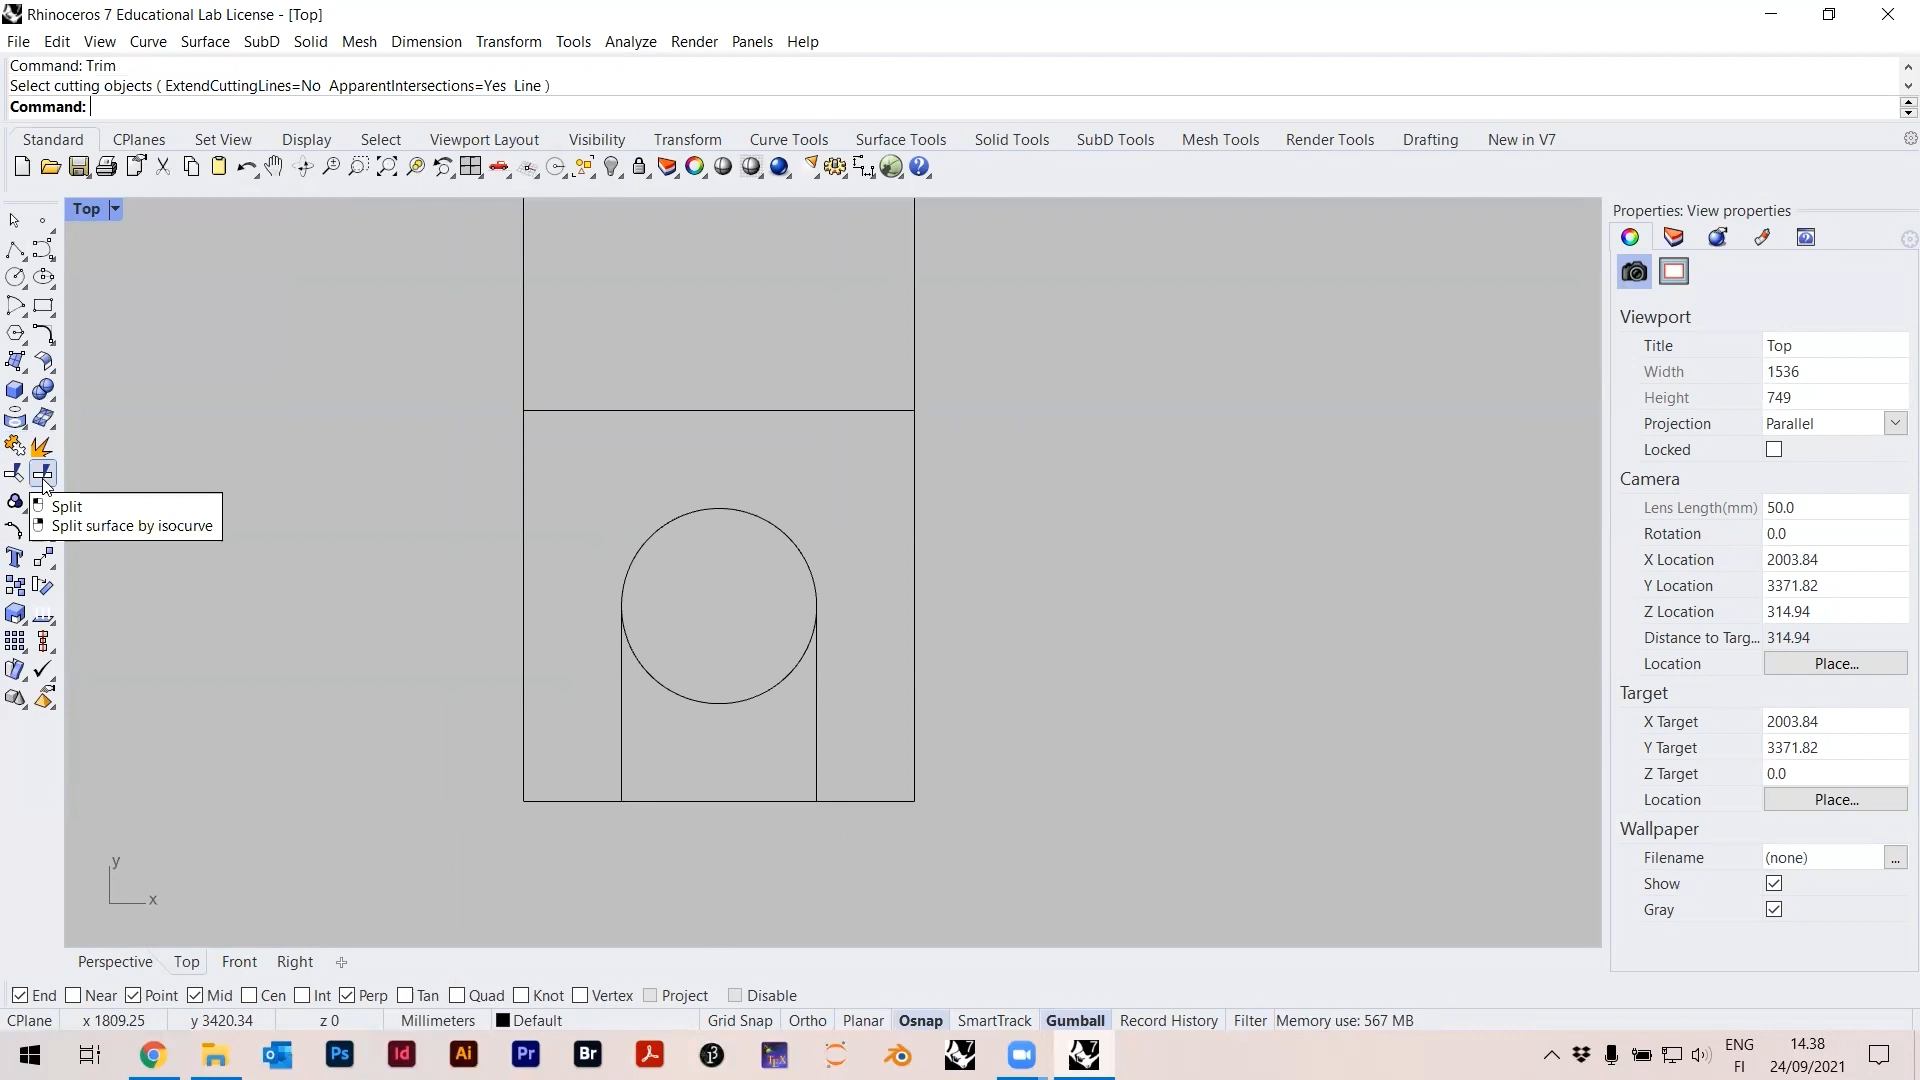 Rhinoceros 7 Educational Lab License - [Top]
File Edit View Curve Surface SubD Solid Mesh Dimension Transform Tools Analyze Render Panels Help
Command: Trim
Select cutting objects ( ExtendCuttingLines=No ApparentIntersections=Yes Line )
Command:
Standard CPlanes Set View Display Select Viewport Layout Visibility Transform Curve Tools Surface Tools Solid Tools SubD Tools Mesh Tools Render Tools Drafting New in V7
Top
Properties: View properties
Viewport
Title Top
Width 1536
Height 749
Projection Parallel
Locked
Camera
Lens Length(mm) 50.0
Rotation 0.0
X Location 2003.84
Y Location 3371.82
Z Location 314.94
Distance to Targ... 314.94
Location Place...
Target
X Target 2003.84
Y Target 3371.82
Z Target 0.0
Location Place...
Wallpaper
Filename (none) ...
Show
Gray
Split
Split surface by isocurve
y
x
Perspective Top Front Right
End Near Point Mid Cen Int Perp Tan Quad Knot Vertex Project Disable
CPlane x 1809.25 y 3420.34 z 0 Millimeters Default Grid Snap Ortho Planar Osnap SmartTrack Gumball Record History Filter Memory use: 567 MB
Ps Id Ai Pr Br
ENG
FI
14.38
24/09/2021